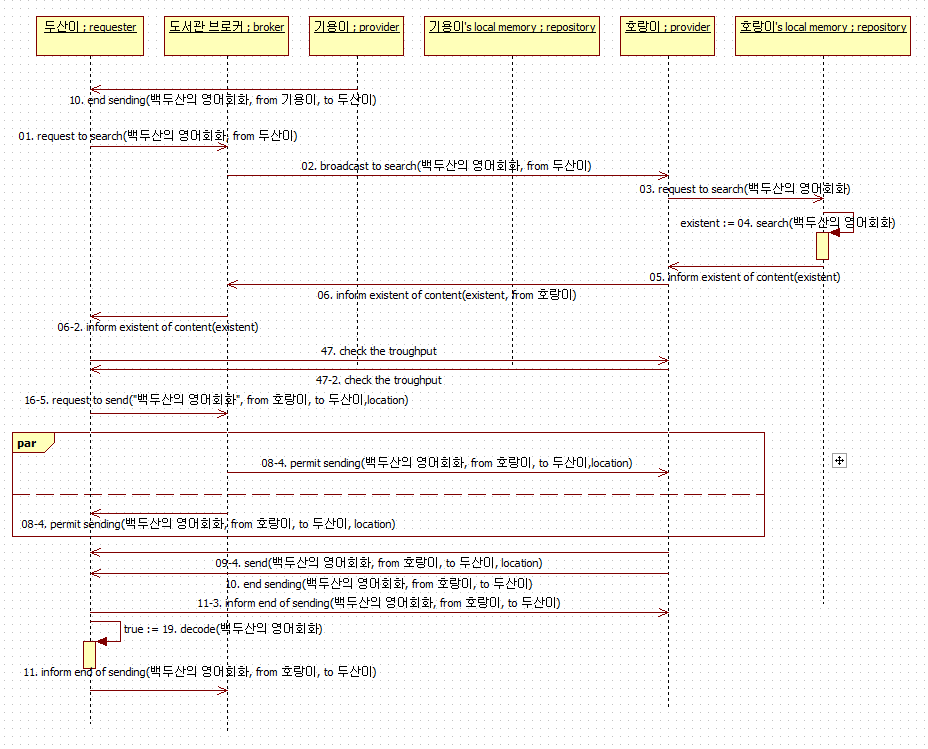 두산이 ; requester
도서관 브로커 ; broker
기용이 ; provider
기용이's local memory ; repository
호랑이 ; provider
호랑이's local memory ; repository
10. end sending(백두산의 영어회화, from 기용이, to 두산이)
01. request to search(백두산의 영어회화, from 두산이)
02. broadcast to search(백두산의 영어회화, from 두산이)
03. request to search(백두산의 영어회화)
existent := 04. search(백두산의 영어회화)
05. inform existent of content(existent)
06. inform existent of content(existent, from 호랑이)
06-2. inform existent of content(existent)
47. check the troughput
47-2. check the troughput
16-5. request to send("백두산의 영어회화", from 호랑이, to 두산이,location)
par
08-4. permit sending(백두산의 영어회화, from 호랑이, to 두산이,location)
08-4. permit sending(백두산의 영어회화, from 호랑이, to 두산이, location)
09-4. send(백두산의 영어회화, from 호랑이, to 두산이, location)
10. end sending(백두산의 영어회화, from 호랑이, to 두산이)
11-3. inform end of sending(백두산의 영어회화, from 호랑이, to 두산이)
true := 19. decode(백두산의 영어회화)
11. inform end of sending(백두산의 영어회화, from 호랑이, to 두산이)